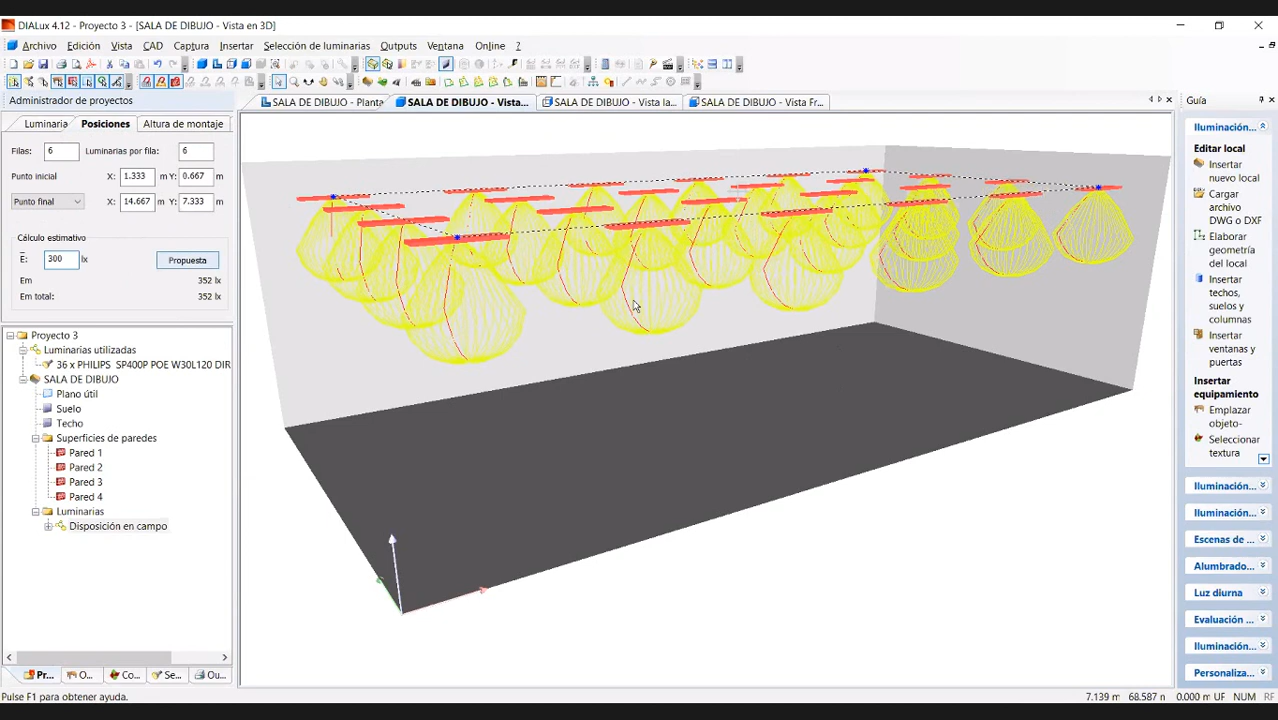 DIALux 4.12 - Proyecto 3 - [SALA DE DIBUJO - Vista en 3D]
Archivo Edición Vista CAD Captura Insertar Selección de luminarias Outputs Ventana Online ?
Administrador de proyectos
SALA DE DIBUJO - Planta
SALA DE DIBUJO - Vista...
SALA DE DIBUJO - Vista la...
SALA DE DIBUJO - Vista Fr...
Guía
Luminaria Posiciones Altura de montaje
Filas: 6 Luminarias por fila: 6
Punto inicial X: 1.333 m Y: 0.667 m
Punto final X: 14.667 m Y: 7.333 m
Cálculo estimativo
E: 300 lx Propuesta
Em 352 lx
Em total: 352 lx
Proyecto 3
Luminarias utilizadas
36 x PHILIPS SP400P POE W30L120 DIR
SALA DE DIBUJO
Plano útil
Suelo
Techo
Superficies de paredes
Pared 1
Pared 2
Pared 3
Pared 4
Luminarias
Disposición en campo
Pr... O... Co... Se... Ou...
Iluminación...
Editar local
Insertar
nuevo local
Cargar
archivo
DWG o DXF
Elaborar
geometría
del local
Insertar
techos,
suelos y
columnas
Insertar
ventanas y
puertas
Insertar
equipamiento
Emplazar
objeto-
Seleccionar
textura
Iluminación...
Iluminación...
Escenas de ...
Alumbrado...
Luz diurna
Evaluación ...
Iluminación...
Personaliza...
Pulse F1 para obtener ayuda.
7.139 m 68.587 n 0.000 m UF NUM RF